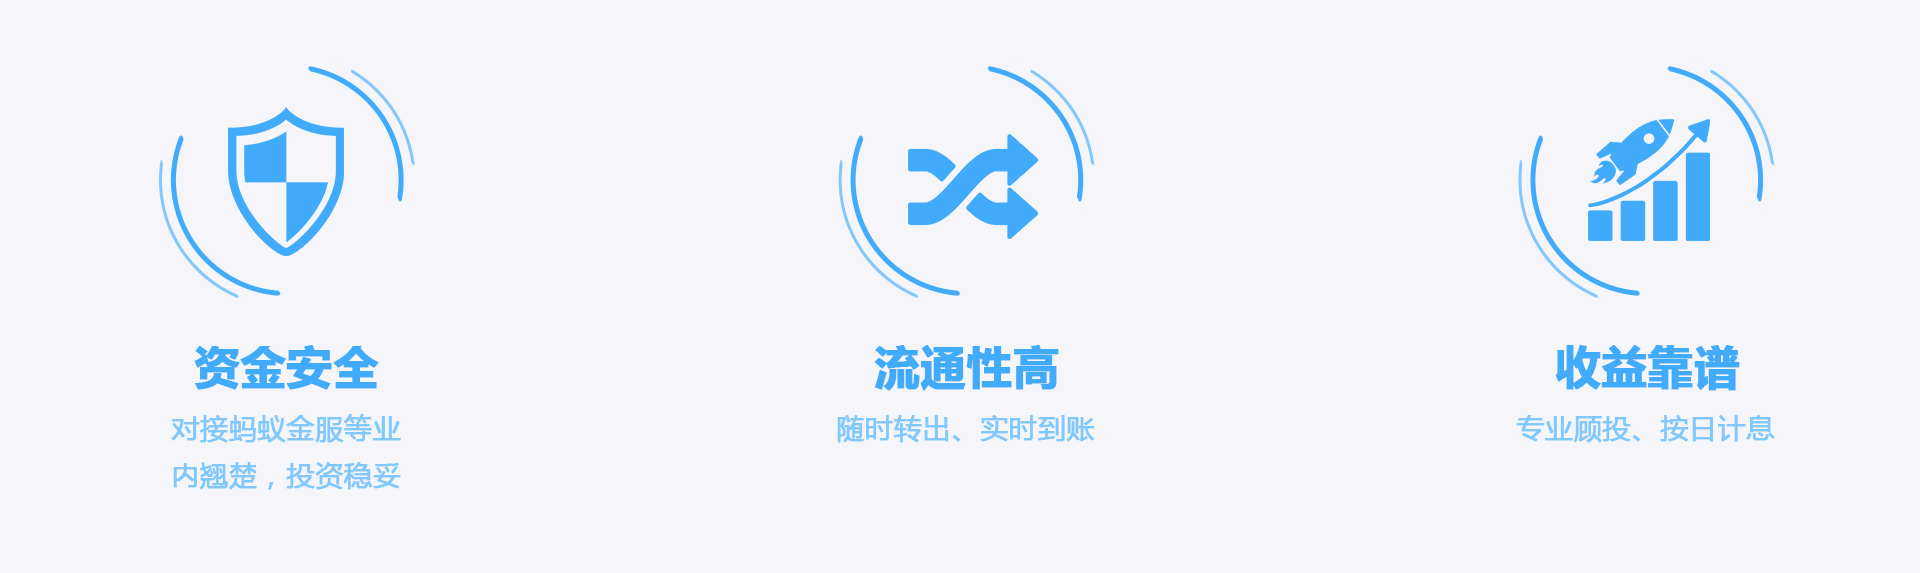 资金安全
对接蚂蚁金服等业
内翘楚，投资稳妥
流通性高
随时转出、实时到账
收益靠谱
专业顾投、按日计息